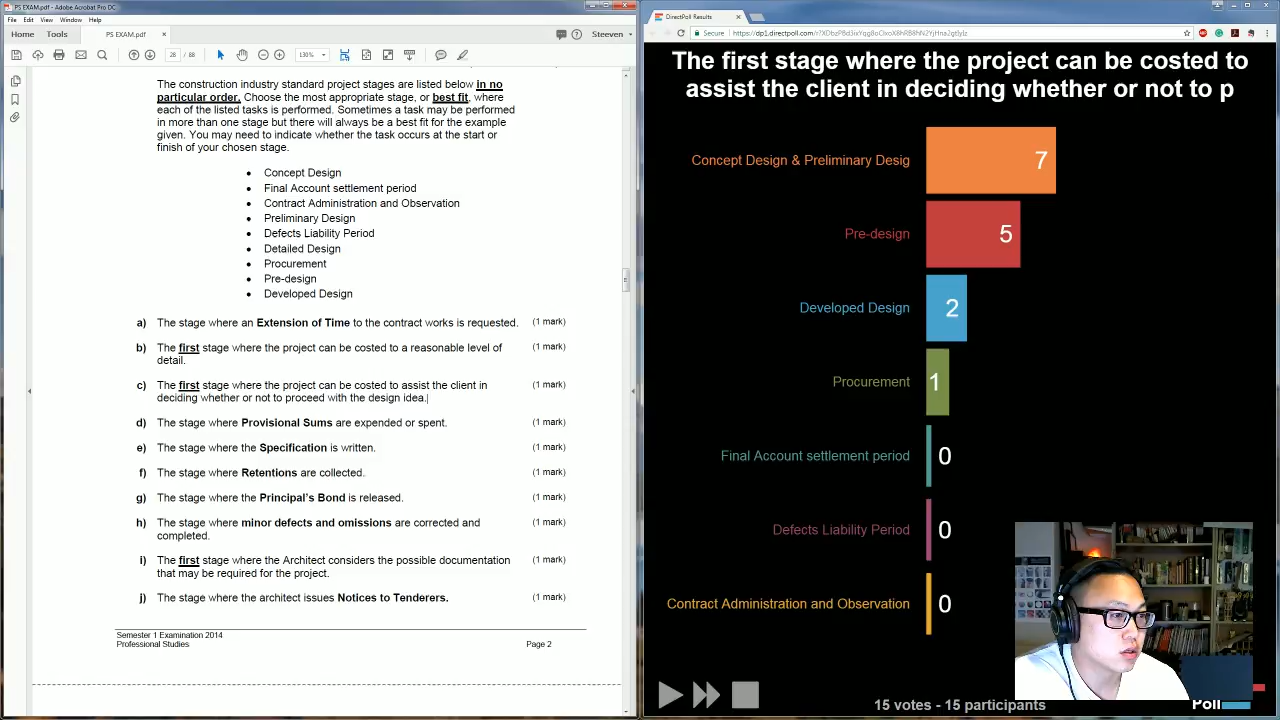 PS EXAM.pdf - Adobe Acrobat Pro DC
File Edit View Window Help
Home Tools PS EXAM.pdf × Steeven
28 / 88 130%
The construction industry standard project stages are listed below in no
particular order. Choose the most appropriate stage, or best fit, where
each of the listed tasks is performed. Sometimes a task may be performed
in more than one stage but there will always be a best fit for the example
given. You may need to indicate whether the task occurs at the start or
finish of your chosen stage.
• Concept Design
• Final Account settlement period
• Contract Administration and Observation
• Preliminary Design
• Defects Liability Period
• Detailed Design
• Procurement
• Pre-design
• Developed Design
a) The stage where an Extension of Time to the contract works is requested. (1 mark)
b) The first stage where the project can be costed to a reasonable level of (1 mark)
detail.
c) The first stage where the project can be costed to assist the client in (1 mark)
deciding whether or not to proceed with the design idea.
d) The stage where Provisional Sums are expended or spent. (1 mark)
e) The stage where the Specification is written. (1 mark)
f) The stage where Retentions are collected. (1 mark)
g) The stage where the Principal's Bond is released. (1 mark)
h) The stage where minor defects and omissions are corrected and (1 mark)
completed.
i) The first stage where the Architect considers the possible documentation (1 mark)
that may be required for the project.
j) The stage where the architect issues Notices to Tenderers. (1 mark)
Semester 1 Examination 2014
Professional Studies Page 2
DirectPoll Results
Secure
The first stage where the project can be costed to
assist the client in deciding whether or not to p
Concept Design & Preliminary Desig 7
Pre-design 5
Developed Design 2
Procurement 1
Final Account settlement period 0
Defects Liability Period 0
Contract Administration and Observation 0
15 votes - 15 participants
Poll